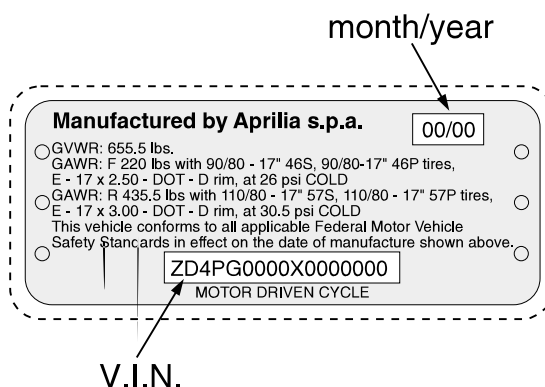 month/year
Manufactured by Aprilia s.p.a.
00/00
GVWR: 655.5 lbs.
GAWR: F 220 lbs with 90/80 - 17" 46S, 90/80-17" 46P tires,
E - 17 x 2.50 - DOT - D rim, at 26 psi COLD
GAWR: R 435.5 lbs with 110/80 - 17" 57S, 110/80 - 17" 57P tires,
E - 17 x 3.00 - DOT - D rim, at 30.5 psi COLD
This vehicle conforms to all applicable Federal Motor Vehicle
Safety Standards in effect on the date of manufacture shown above.
ZD4PG0000X0000000
MOTOR DRIVEN CYCLE
V.I.N.